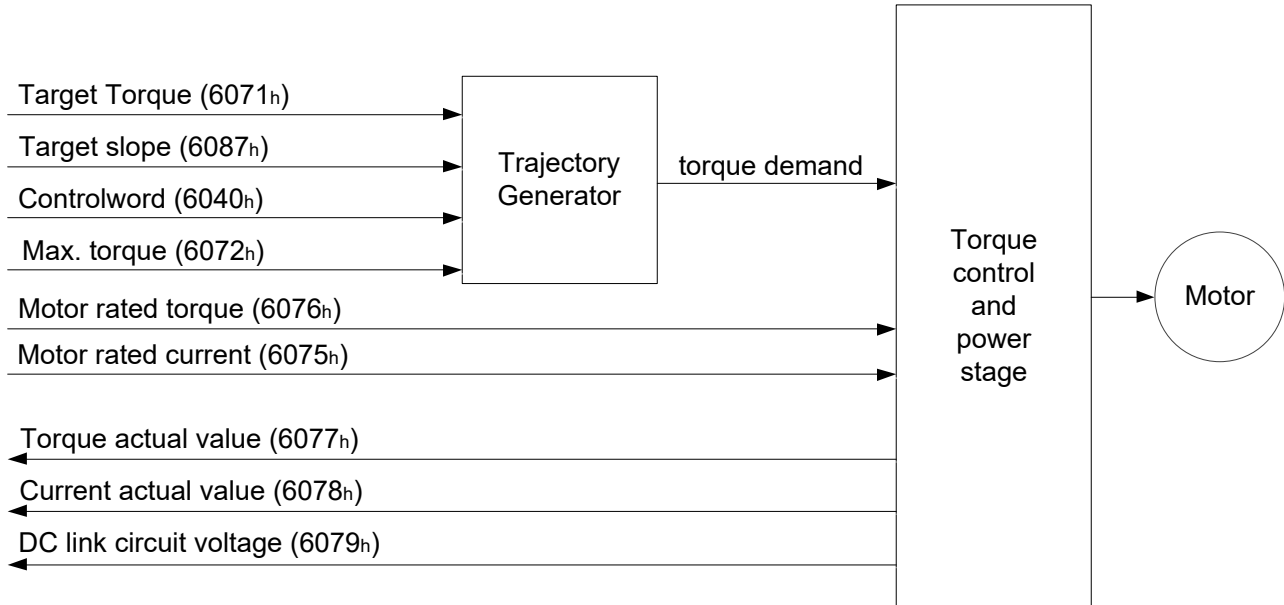 Target Torque (6071h)
Target slope (6087h)
Controlword (6040h)
Max. torque (6072h)
Trajectory
Generator
torque demand
Motor rated torque (6076h)
Motor rated current (6075h)
Torque
control
and
power
stage
Motor
Torque actual value (6077h)
Current actual value (6078h)
DC link circuit voltage (6079h)